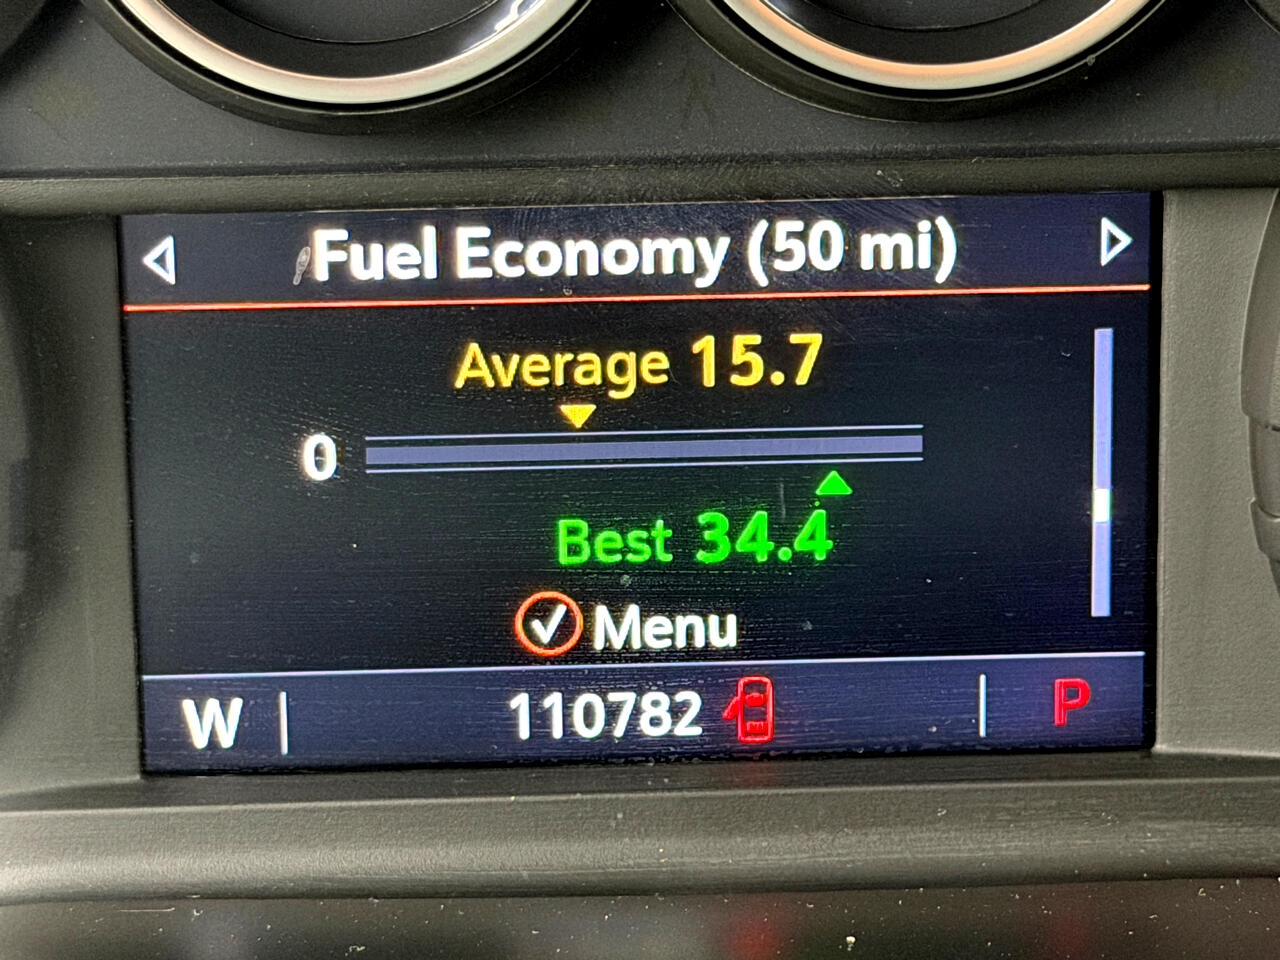 Fuel Economy (50 mi)
Average 15.7
0
Best 34.4
Menu
W 110782 P